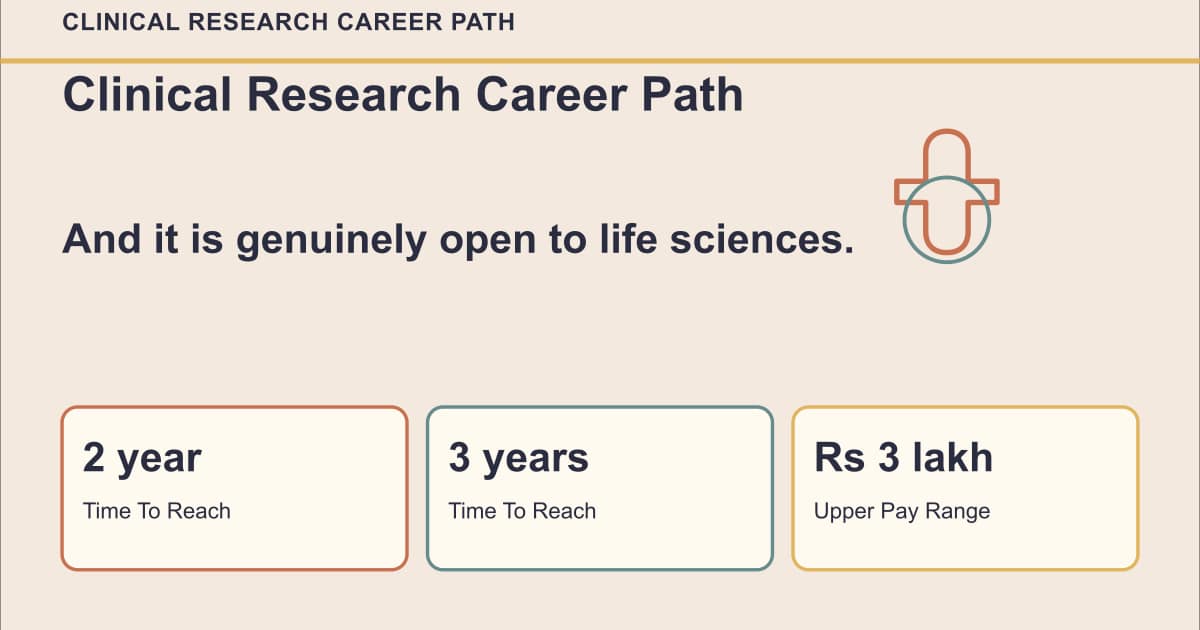 CLINICAL RESEARCH CAREER PATH
Clinical Research Career Path
And it is genuinely open to life sciences.
2 year
Time To Reach
3 years
Time To Reach
Rs 3 lakh
Upper Pay Range